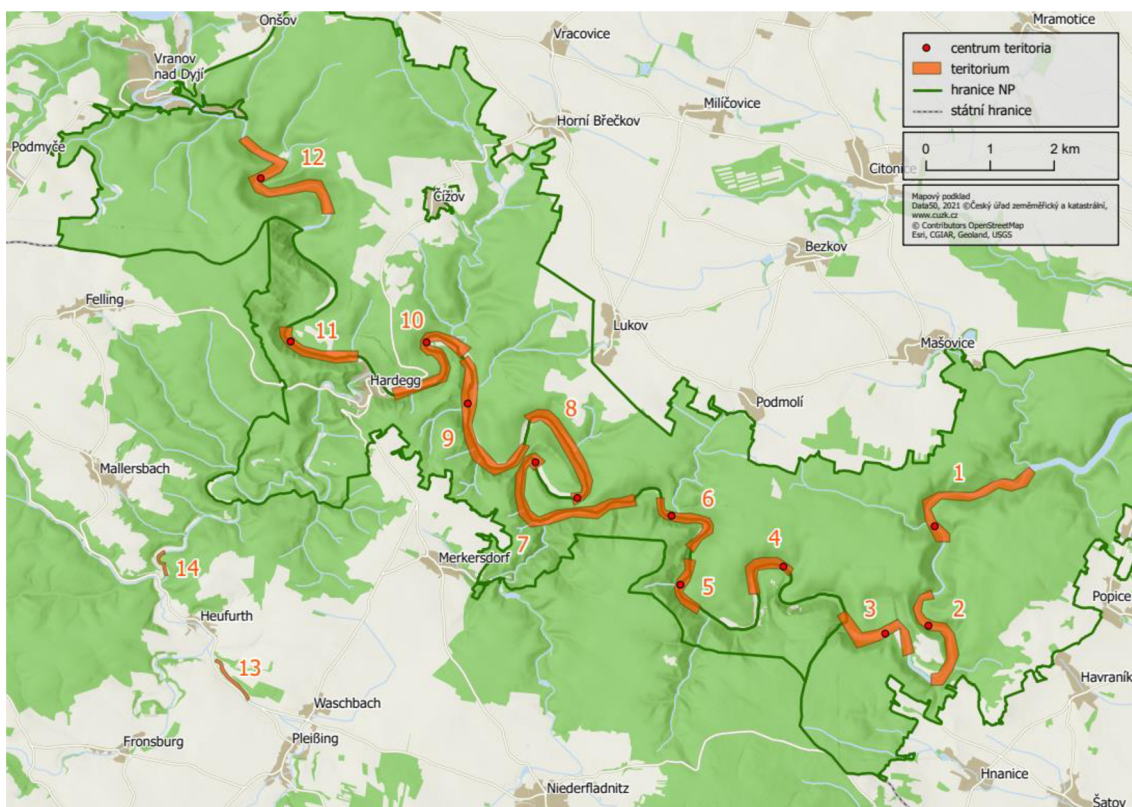 Onšov
Vracovice
Mramotice
Vranov
nad Dyjí
Milíčovice
Horní Břečkov
Podmyče
Citonice
centrum teritoria
teritorium
hranice NP
státní hranice
0 1 2 km
Mapový podklad
Data50, 2021 ©Český úřad zeměměřický a katastrální,
www.cuzk.cz
© Contributors OpenStreetMap
Esri, CGIAR, Geoland, USGS
12
Čížov
Bezkov
Felling
11
10
Lukov
Mašovice
Hardegg
Podmolí
8
9
Mallersbach
1
6
7
4
Merkersdorf
14
5
Popice
Heufurth
3
2
13
Havraník
Waschbach
Fronsburg
Pleißing
Hnanice
Niederfladnitz
Šatov